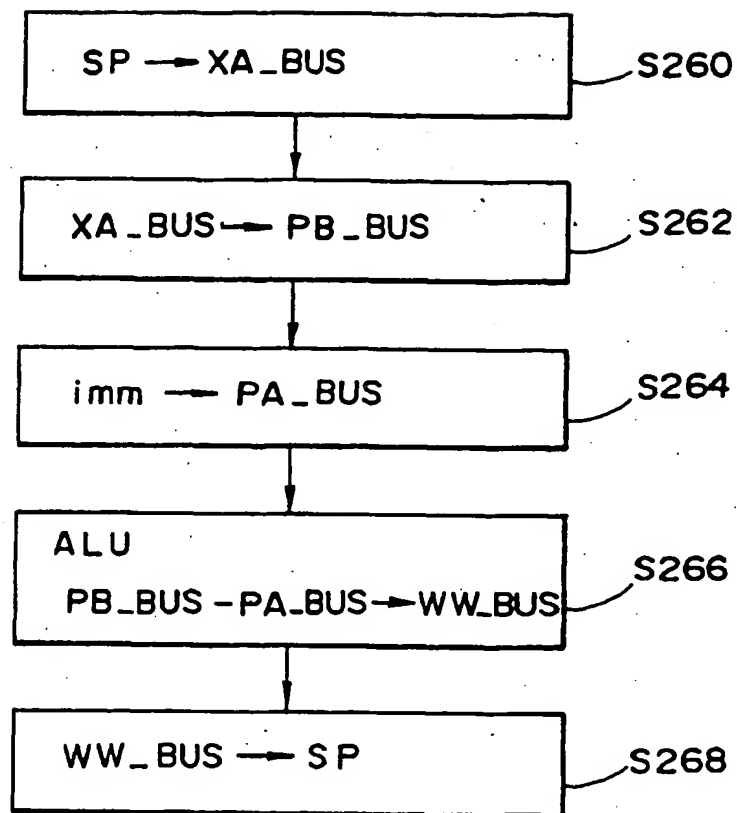 SP → XA_BUS S260
XA_BUS → PB_BUS S262
imm → PA_BUS S264
ALU
PB_BUS - PA_BUS → WW_BUS S266
WW_BUS → SP S268